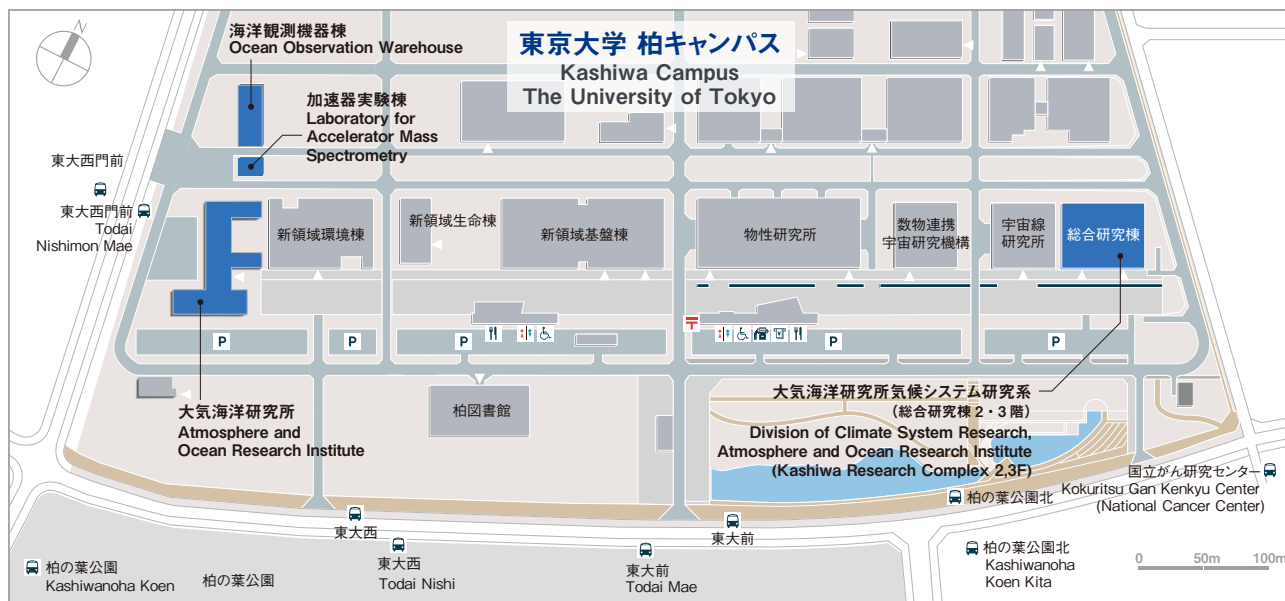 N
海洋観測機器棟
Ocean Observation Warehouse
東京大学 柏キャンパス
Kashiwa Campus
The University of Tokyo
加速器実験棟
Laboratory for
Accelerator Mass
Spectrometry
東大西門前
東大西門前
Todai
Nishimon Mae
新領域環境棟
新領域生命棟
新領域基盤棟
物性研究所
数物連携
宇宙研究機構
宇宙線
研究所
総合研究棟
〒
P
P
P
P
P
大気海洋研究所
Atmosphere and
Ocean Research Institute
柏図書館
大気海洋研究所気候システム研究系
(総合研究棟 2・3 階)
Division of Climate System Research,
Atmosphere and Ocean Research Institute
(Kashiwa Research Complex 2,3F)
国立がん研究センター
Kokuritsu Gan Kenkyu Center
(National Cancer Center)
柏の葉公園北
東大西
東大前
柏の葉公園
Kashiwanoha Koen
柏の葉公園
東大西
Todai Nishi
東大前
Todai Mae
柏の葉公園北
Kashiwanoha
Koen Kita
0 50m 100m